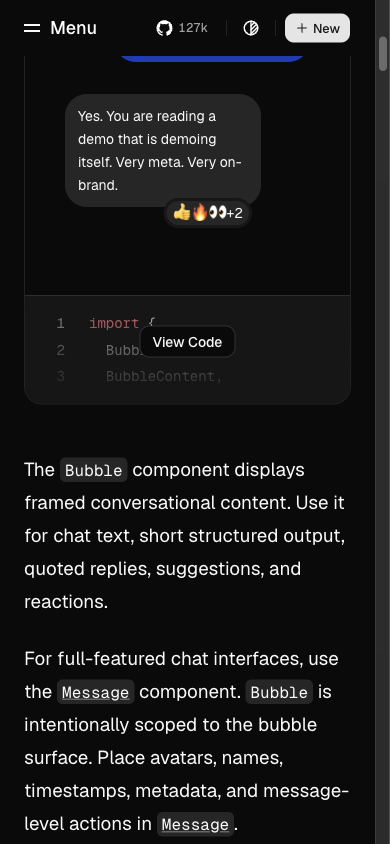 Menu 127k + New
Yes. You are reading a
demo that is demoing
itself. Very meta. Very on-
brand.
👍🔥👀+2
1 import {
2 Bubb
View Code
3 BubbleContent,
The Bubble component displays
framed conversational content. Use it
for chat text, short structured output,
quoted replies, suggestions, and
reactions.
For full-featured chat interfaces, use
the Message component. Bubble is
intentionally scoped to the bubble
surface. Place avatars, names,
timestamps, metadata, and message-
level actions in Message.